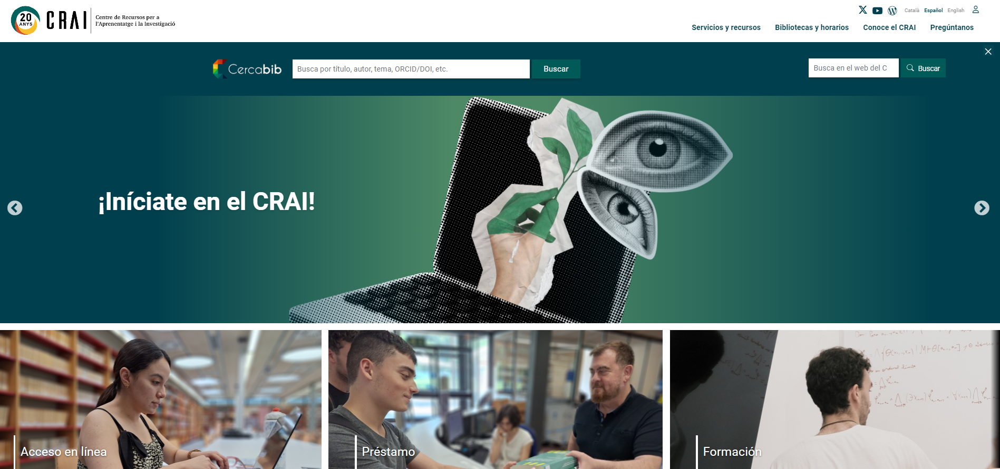 20
ANYS
CRAI
Centre de Recursos per a
l'Aprenentatge i la Investigació
Català Español English
Servicios y recursos Bibliotecas y horarios Conoce el CRAI Pregúntanos
Cercabib
Busca por título, autor, tema, ORCID/DOI, etc.
Buscar
Busca en el web del C
Buscar
¡Iníciate en el CRAI!
Acceso en línea
Préstamo
Formación